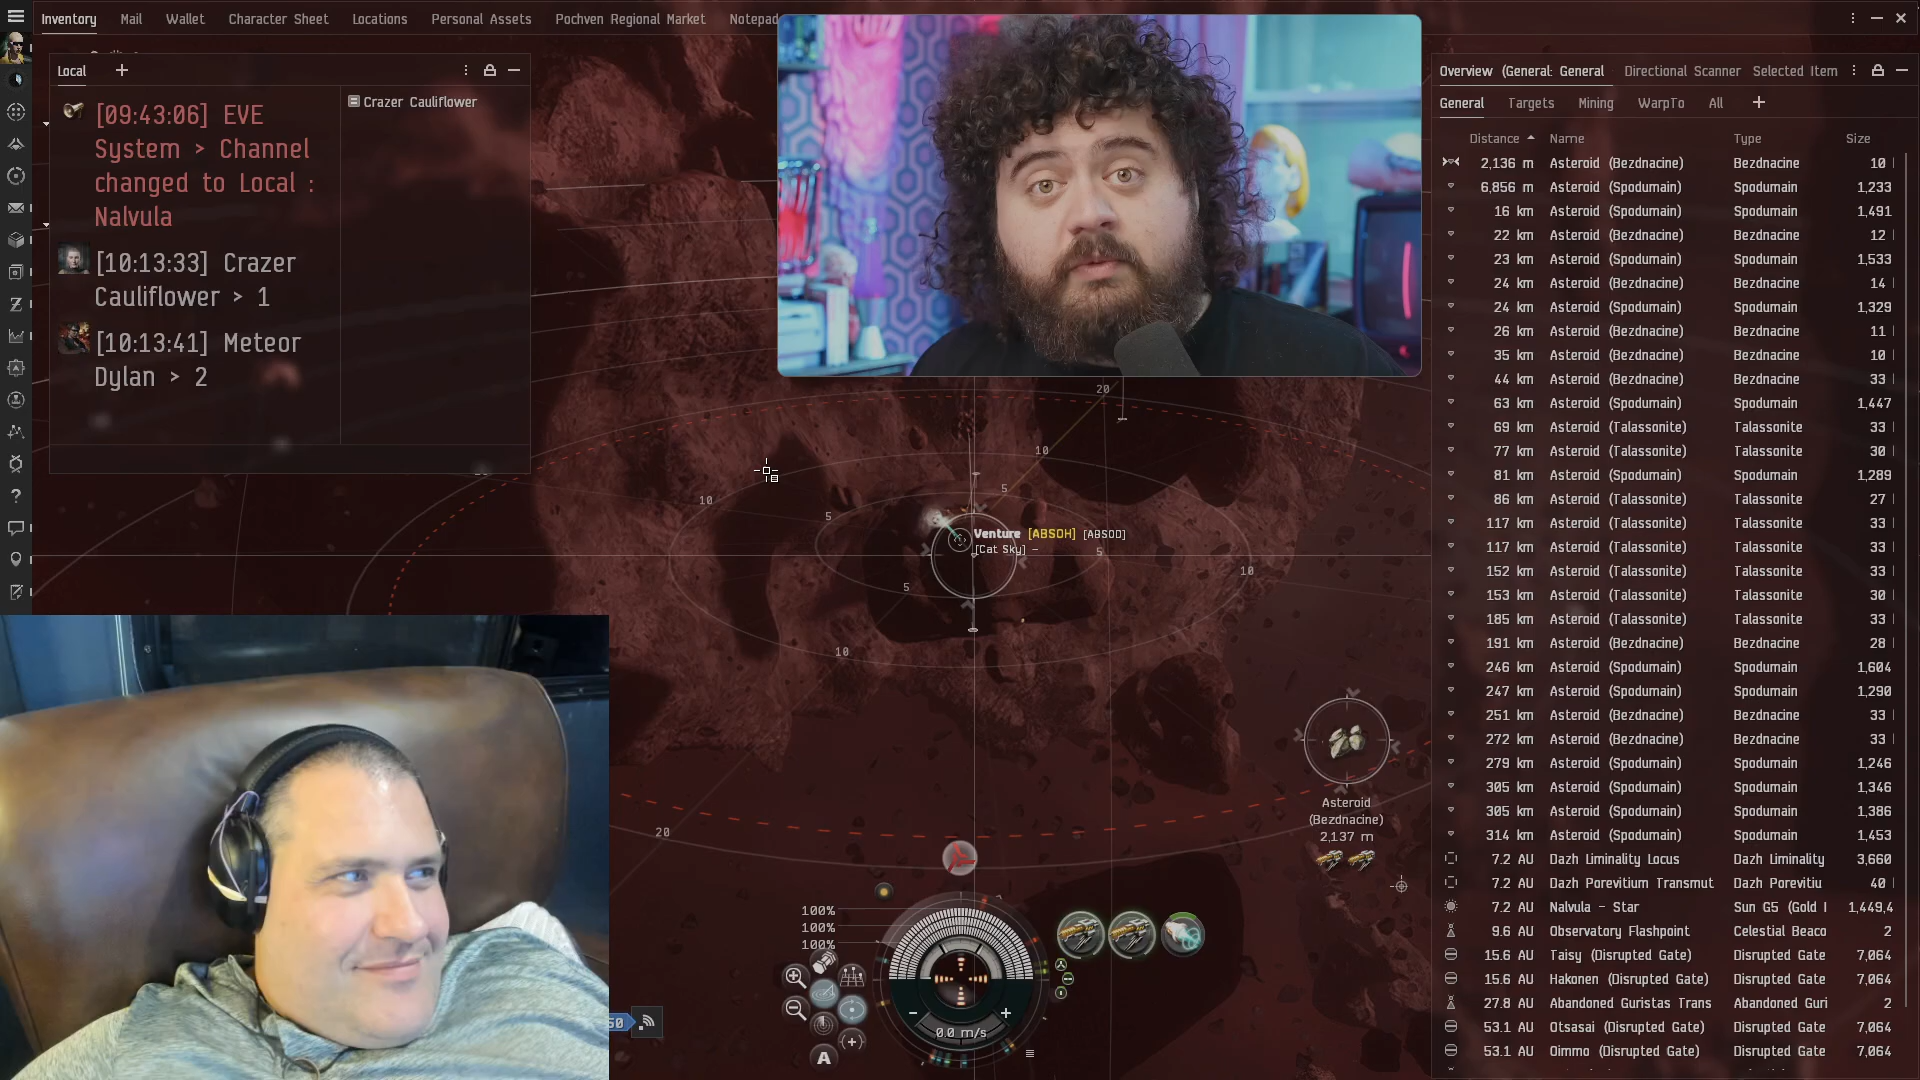 Inventory Mail Wallet Character Sheet Locations Personal Assets Pochven Regional Market Notepad
Local
[09:43:06] EVE
System > Channel
changed to Local :
Nalvula
[10:13:33] Crazer
Cauliflower > 1
[10:13:41] Meteor
Dylan > 2
Crazer Cauliflower
20
10
5
10
5
Venture [ABSOH] [ABSOD]
[Cat Sky] -
5
10
5
10
20
Asteroid
(Bezdnacine)
2,137 m
100%
100%
100%
0.0 m/s
A
50
Overview (General: General Directional Scanner Selected Item
General Targets Mining WarpTo All
Distance Name Type Size
2,136 m Asteroid (Bezdnacine) Bezdnacine 10
6,856 m Asteroid (Spodumain) Spodumain 1,233
16 km Asteroid (Spodumain) Spodumain 1,491
22 km Asteroid (Bezdnacine) Bezdnacine 12
23 km Asteroid (Spodumain) Spodumain 1,533
24 km Asteroid (Bezdnacine) Bezdnacine 14
24 km Asteroid (Spodumain) Spodumain 1,329
26 km Asteroid (Bezdnacine) Bezdnacine 11
35 km Asteroid (Bezdnacine) Bezdnacine 10
44 km Asteroid (Bezdnacine) Bezdnacine 33
63 km Asteroid (Spodumain) Spodumain 1,447
69 km Asteroid (Talassonite) Talassonite 33
77 km Asteroid (Talassonite) Talassonite 30
81 km Asteroid (Spodumain) Spodumain 1,289
86 km Asteroid (Talassonite) Talassonite 27
117 km Asteroid (Talassonite) Talassonite 33
117 km Asteroid (Talassonite) Talassonite 33
152 km Asteroid (Talassonite) Talassonite 33
153 km Asteroid (Talassonite) Talassonite 30
185 km Asteroid (Talassonite) Talassonite 33
191 km Asteroid (Bezdnacine) Bezdnacine 28
246 km Asteroid (Spodumain) Spodumain 1,604
247 km Asteroid (Spodumain) Spodumain 1,290
251 km Asteroid (Bezdnacine) Bezdnacine 33
272 km Asteroid (Bezdnacine) Bezdnacine 33
279 km Asteroid (Spodumain) Spodumain 1,246
305 km Asteroid (Spodumain) Spodumain 1,346
305 km Asteroid (Spodumain) Spodumain 1,386
314 km Asteroid (Spodumain) Spodumain 1,453
7.2 AU Dazh Liminality Locus Dazh Liminality 3,660
7.2 AU Dazh Porevitium Transmut Dazh Porevitiu 40
7.2 AU Nalvula - Star Sun G5 (Gold 1,449,4
9.6 AU Observatory Flashpoint Celestial Beaco 2
15.6 AU Taisy (Disrupted Gate) Disrupted Gate 7,064
15.6 AU Hakonen (Disrupted Gate) Disrupted Gate 7,064
27.8 AU Abandoned Guristas Trans Abandoned Guri 2
53.1 AU Otsasai (Disrupted Gate) Disrupted Gate 7,064
53.1 AU Oimmo (Disrupted Gate) Disrupted Gate 7,064